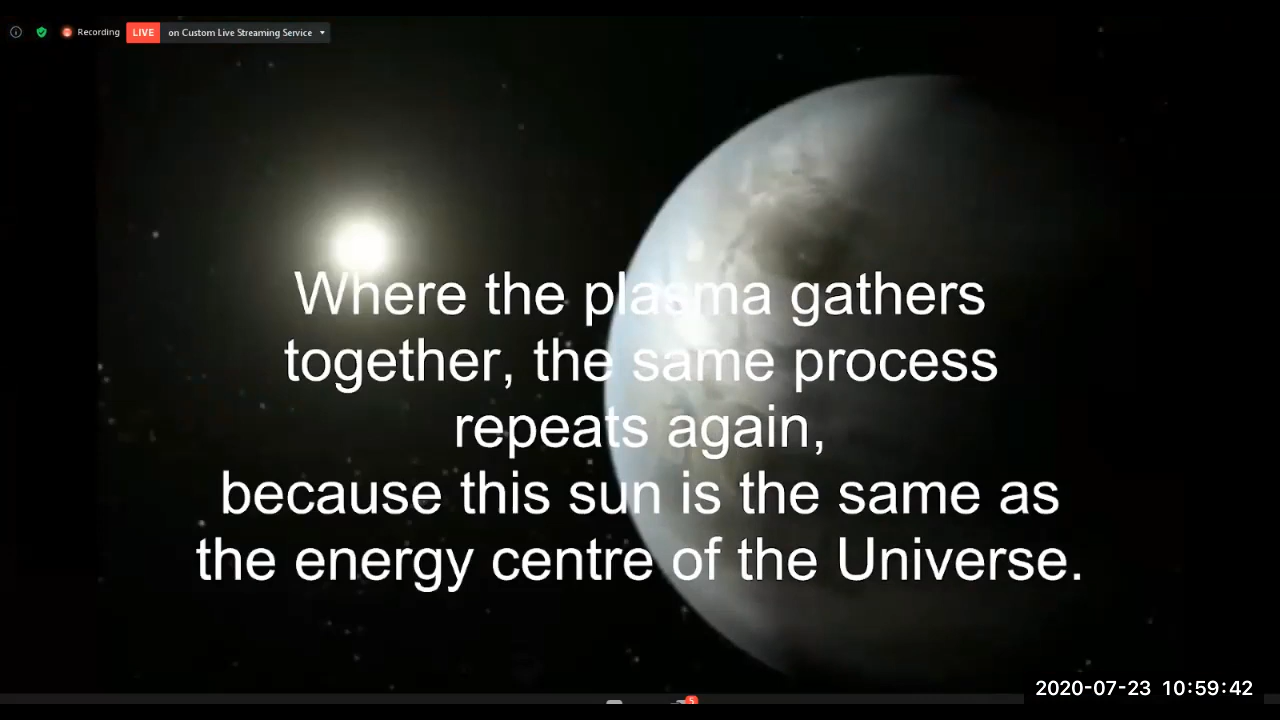 Recording LIVE on Custom Live Streaming Service
Where the plasma gathers
together, the same process
repeats again,
because this sun is the same as
the energy centre of the Universe.
5
2020-07-23 10:59:42